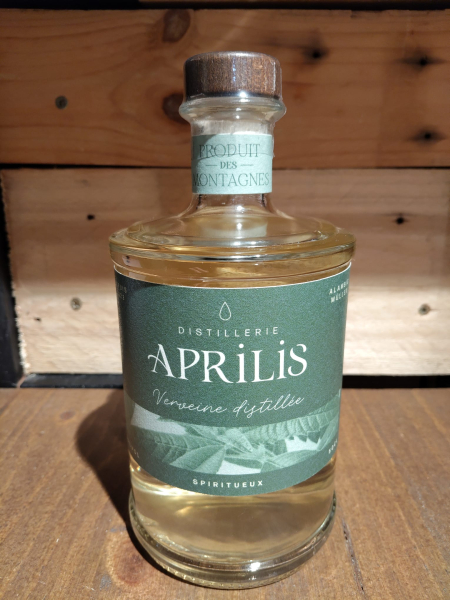 PRODUIT
DES
MONTAGNES
DISTILLERIE
APRILIS
Verveine distillée
SPIRITUEUX